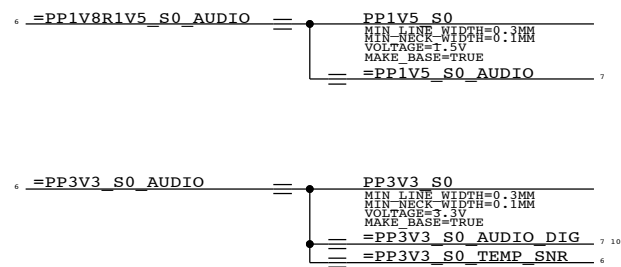 6 =PP1V8R1V5_S0_AUDIO PP1V5_S0
MIN_LINE_WIDTH=0.3MM
MIN_NECK_WIDTH=0.1MM
VOLTAGE=1.5V
MAKE_BASE=TRUE
=PP1V5_S0_AUDIO 7
6 =PP3V3_S0_AUDIO PP3V3_S0
MIN_LINE_WIDTH=0.3MM
MIN_NECK_WIDTH=0.1MM
VOLTAGE=3.3V
MAKE_BASE=TRUE
=PP3V3_S0_AUDIO_DIG 7 10
=PP3V3_S0_TEMP_SNR 6